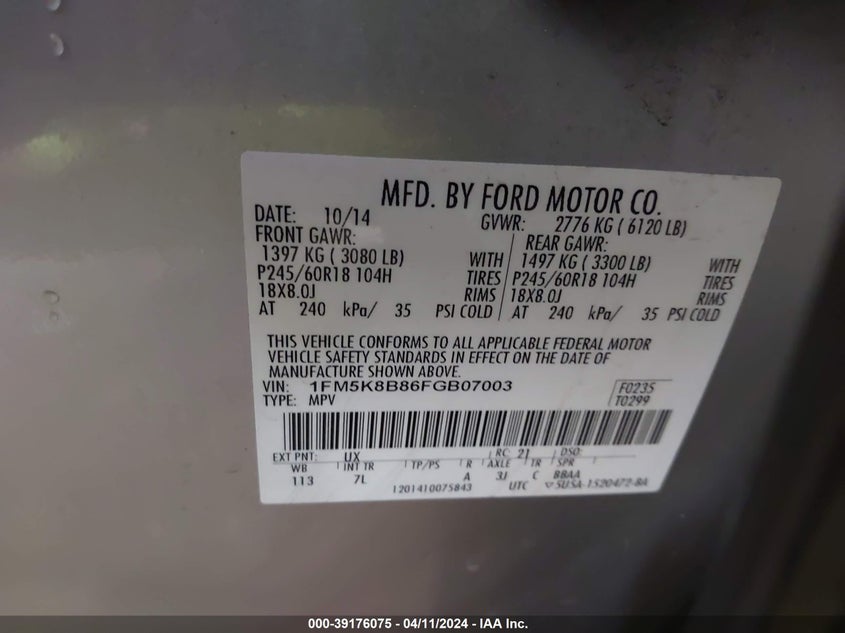 MFD. BY FORD MOTOR CO.
DATE: 10/14 GVWR: 2776 KG ( 6120 LB)
FRONT GAWR: REAR GAWR:
1397 KG ( 3080 LB) WITH 1497 KG ( 3300 LB) WITH
P245/60R18 104H TIRES P245/60R18 104H TIRES
18X8.0J RIMS 18X8.0J RIMS
AT 240 kPa/ 35 PSI COLD AT 240 kPa/ 35 PSI COLD
THIS VEHICLE CONFORMS TO ALL APPLICABLE FEDERAL MOTOR
VEHICLE SAFETY STANDARDS IN EFFECT ON THE DATE OF
MANUFACTURE SHOWN ABOVE.
VIN: 1FM5K8B86FGB07003 F0235
TYPE: MPV T0299
EXT PNT: UX RC: 21 DSO:
WB INT TR TP/PS R AXLE TR SPR
113 7L A 3J C BBAA
1201410075843 UTC ▽5U5A-1520472-BA
000-39176075 - 04/11/2024 - IAA Inc.